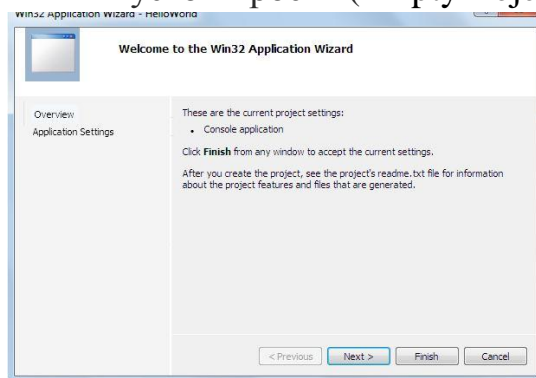 Win32 Application Wizard - HelloWorld
Welcome to the Win32 Application Wizard
Overview
Application Settings
These are the current project settings:
• Console application
Click Finish from any window to accept the current settings.
After you create the project, see the project's readme.txt file for information
about the project features and files that are generated.
< Previous Next > Finish Cancel